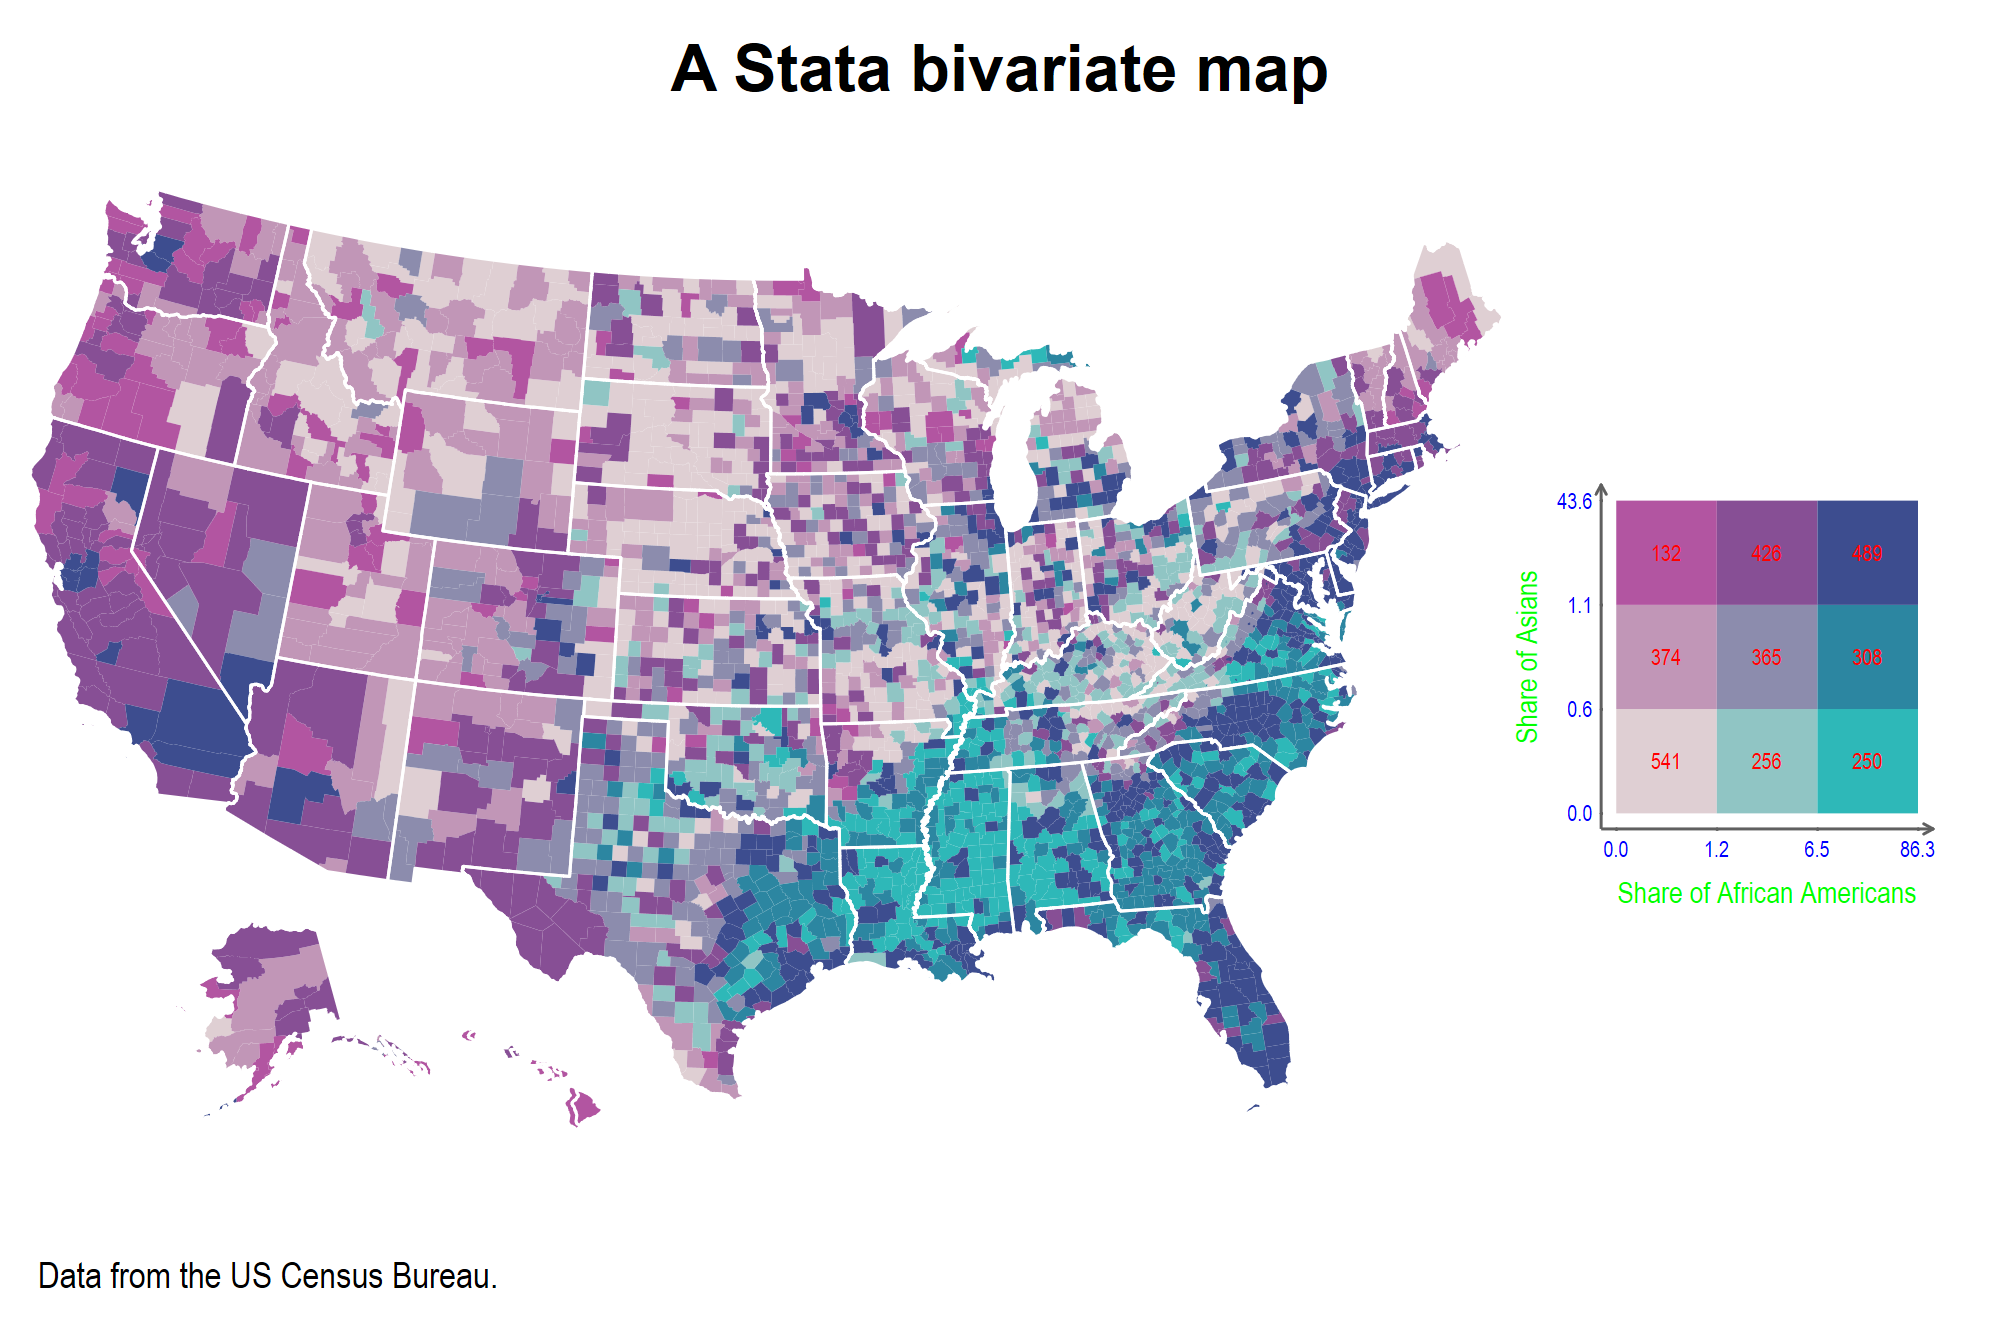 A Stata bivariate map
43.6
132 426 489
1.1
Share of Asians
374 365 308
0.6
541 256 250
0.0
0.0 1.2 6.5 86.3
Share of African Americans
Data from the US Census Bureau.